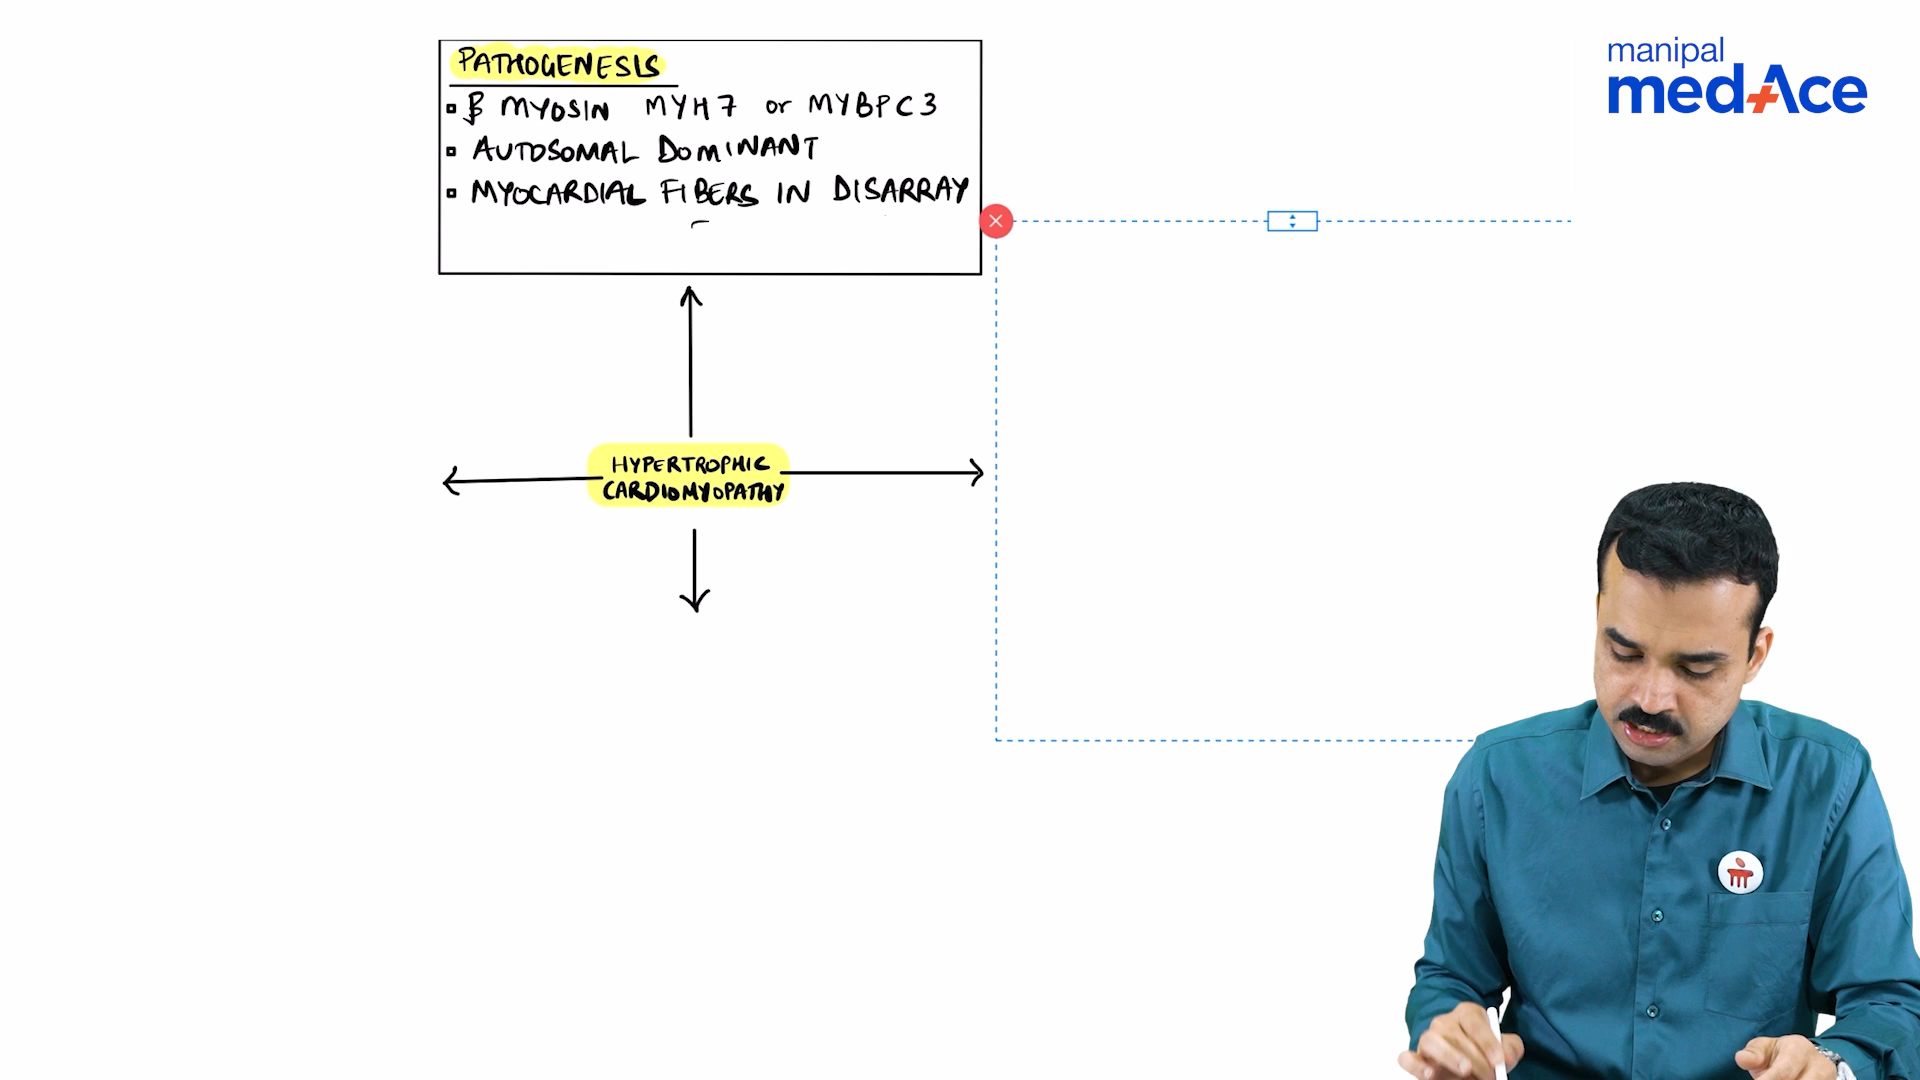 PATHOGENESIS
β MYOSIN MYH7 or MYBPC3
AUTOSOMAL DOMINANT
MYOCARDIAL FIBERS IN DISARRAY
HYPERTROPHIC
CARDIOMYOPATHY
manipal
medAce